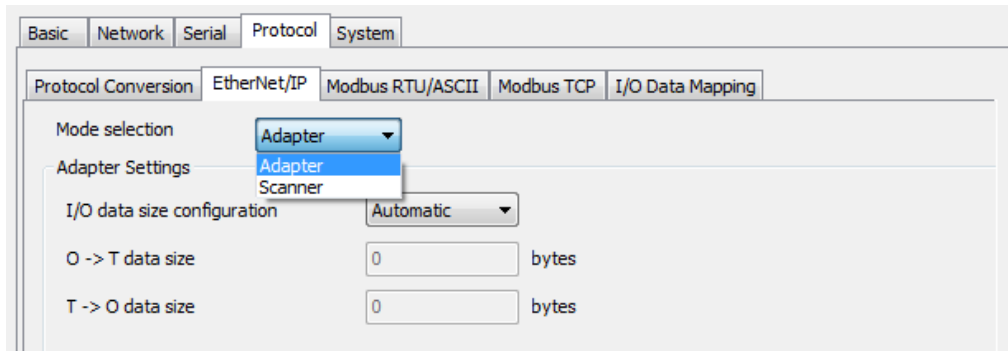 Basic Network Serial Protocol System
Protocol Conversion EtherNet/IP Modbus RTU/ASCII Modbus TCP I/O Data Mapping
Mode selection Adapter
Adapter
Adapter Settings
Scanner
I/O data size configuration Automatic
O -> T data size 0 bytes
T -> O data size 0 bytes